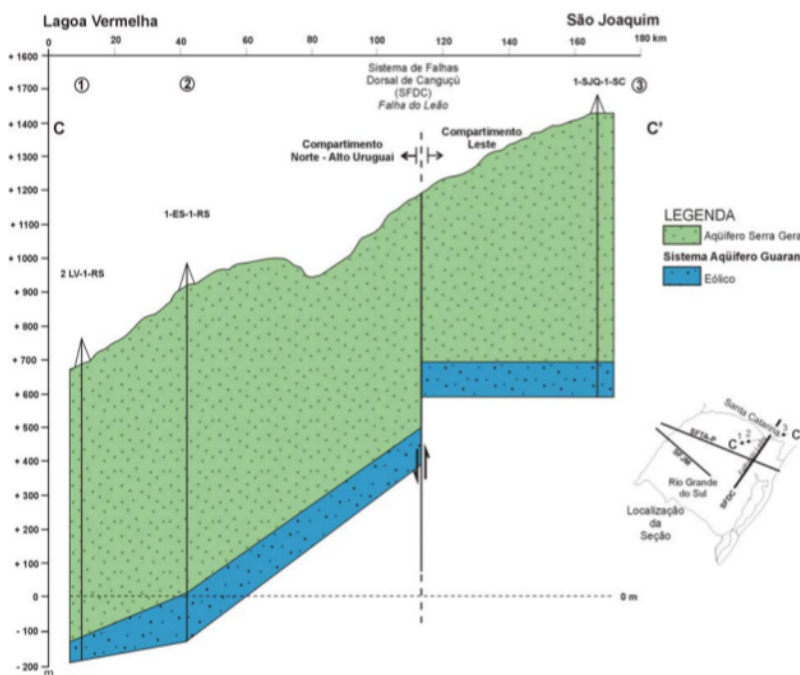 Lagoa Vermelha
São Joaquim
0 20 40 60 80 100 120 140 160 180 km
+ 1600
+ 1700
+ 1400
+ 1300
+ 1200
+ 1100
+ 1000
+ 900
+ 800
+ 700
+ 600
+ 500
+ 400
+ 300
+ 200
+ 100
0
- 100
- 200
m
1
2
3
Sistema de Falhas
Dorsal de Canguçú
(SFDC)
Falha do Leão
1-SJQ-1-SC
C
C'
Compartimento
Norte - Alto Uruguai
Compartimento
Leste
1-ES-1-RS
2 LV-1-RS
0 m
LEGENDA
Aqüífero Serra Gera
Sistema Aqüífero Guaran
Eólico
Santa Catarina
SFTA-P
SFJM
C 1 2
3
C
Rio Grande
do Sul
SFDC
Localização
da
Seção